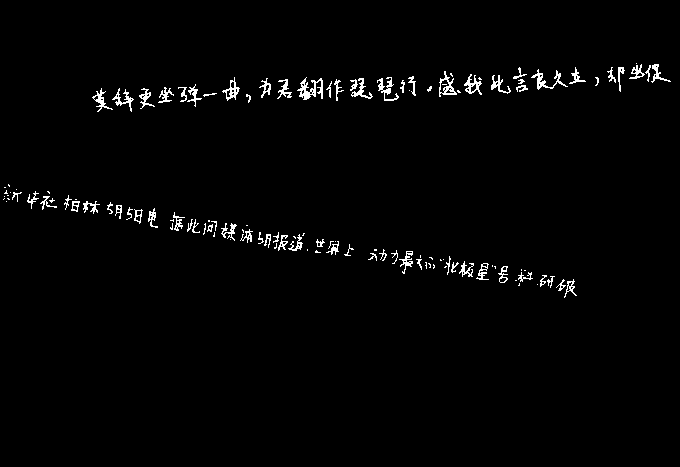 莫辞更坐弹一曲，为君翻作琵琶行。感我此言良久立，却坐促
新华社柏林5月5日电 据此间媒体5日报道，世界上 动力最大的“北极星”号科研破